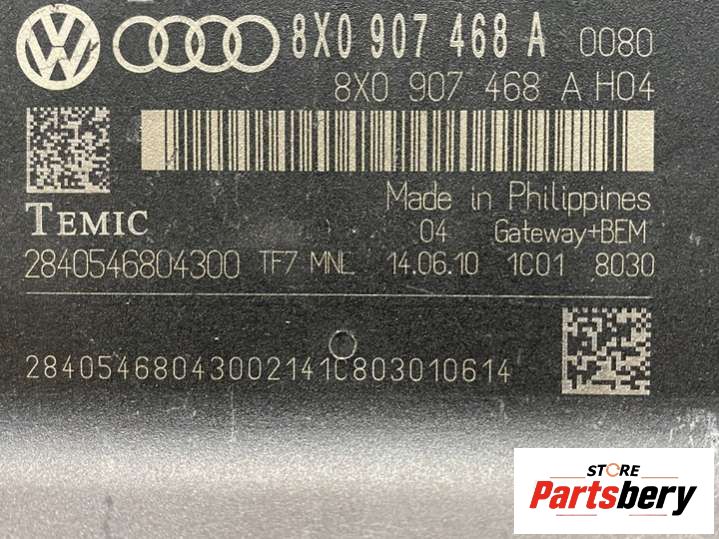 8X0 907 468 A 0080
8X0 907 468 A H04
Made in Philippines
TEMIC 04 Gateway+BEM
2840546804300 TF7 MNL 14.06.10 1C01 8030
28405468043002141C803010614
STORE
Partsbery